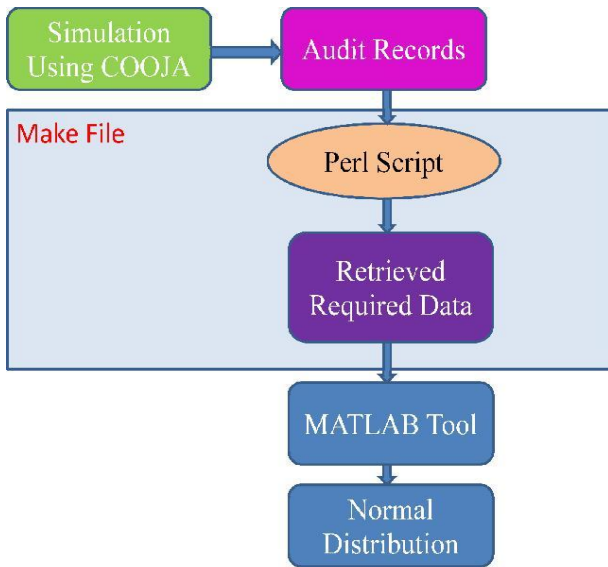 Simulation
Using COOJA
Audit Records
Make File
Perl Script
Retrieved
Required Data
MATLAB Tool
Normal
Distribution